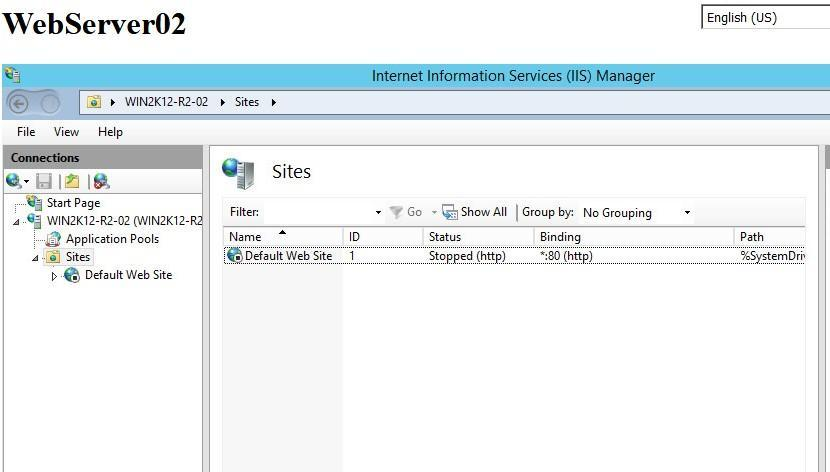 WebServer02
English (US)
Internet Information Services (IIS) Manager
WIN2K12-R2-02 Sites
File View Help
Connections
Sites
Start Page
WIN2K12-R2-02 (WIN2K12-R2
Application Pools
Sites
Default Web Site
Filter: Go Show All Group by: No Grouping
Name ID Status Binding Path
Default Web Site 1 Stopped (http) *:80 (http) %SystemDri